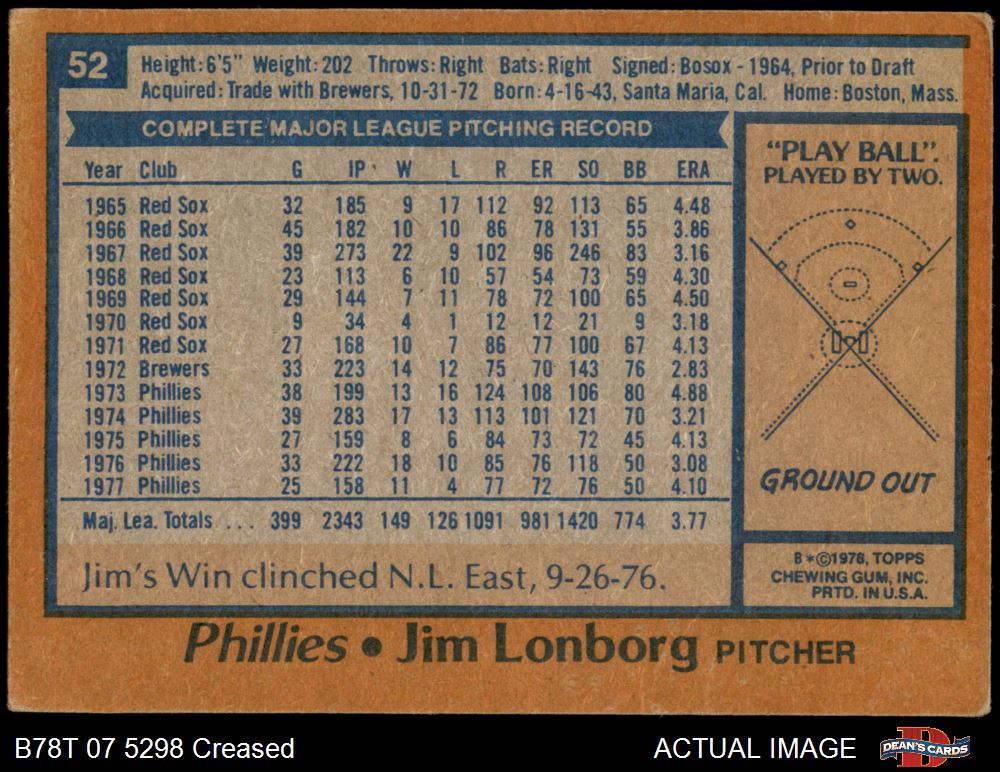 52
Height: 6'5" Weight: 202 Throws: Right Bats: Right Signed: Bosox - 1964, Prior to Draft
Acquired: Trade with Brewers, 10-31-72 Born: 4-16-43, Santa Maria, Cal. Home: Boston, Mass.
COMPLETE MAJOR LEAGUE PITCHING RECORD
Year Club G IP W L R ER SO BB ERA
1965 Red Sox 32 185 9 17 112 92 113 65 4.48
1966 Red Sox 45 182 10 10 86 78 131 55 3.86
1967 Red Sox 39 273 22 9 102 96 246 83 3.16
1968 Red Sox 23 113 6 10 57 54 73 59 4.30
1969 Red Sox 29 144 7 11 78 72 100 65 4.50
1970 Red Sox 9 34 4 1 12 12 21 9 3.18
1971 Red Sox 27 168 10 7 86 77 100 67 4.13
1972 Brewers 33 223 14 12 75 70 143 76 2.83
1973 Phillies 38 199 13 16 124 108 106 80 4.88
1974 Phillies 39 283 17 13 113 101 121 70 3.21
1975 Phillies 27 159 8 6 84 73 72 45 4.13
1976 Phillies 33 222 18 10 85 76 118 50 3.08
1977 Phillies 25 158 11 4 77 72 76 50 4.10
Maj. Lea. Totals . . . 399 2343 149 126 1091 981 1420 774 3.77
Jim's Win clinched N.L. East, 9-26-76.
"PLAY BALL".
PLAYED BY TWO.
GROUND OUT
B*©1978, TOPPS
CHEWING GUM, INC.
PRTD. IN U.S.A.
Phillies • Jim Lonborg PITCHER
B78T 07 5298 Creased
ACTUAL IMAGE
D
DEAN'S CARDS